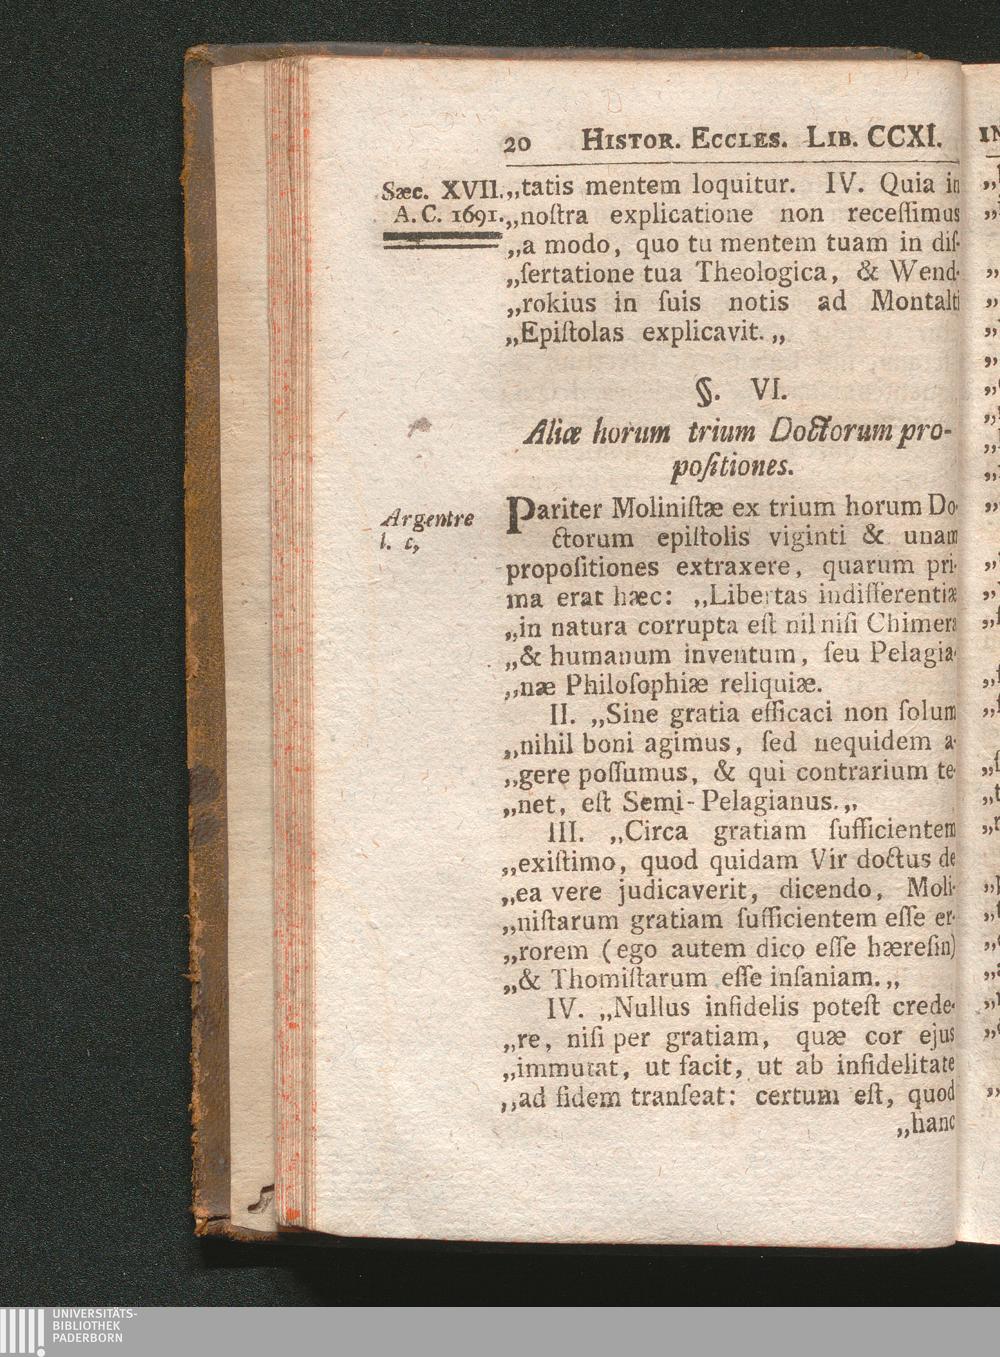 20 Histor. Eccles. Lib. CCXI.
Sæc. XVII.
A. C. 1691.
„tatis mentem loquitur. IV. Quia in
„noſtra explicatione non receſſimus
„a modo, quo tu mentem tuam in diſ-
„ſertatione tua Theologica, & Wend-
„rokius in ſuis notis ad Montalti
„Epiſtolas explicavit.„
§. VI.
Aliæ horum trium Doctorum pro-
poſitiones.
Argentre
l. c,
Pariter Moliniſtæ ex trium horum Do-
ctorum epiſtolis viginti & unam
propoſitiones extraxere, quarum pri-
ma erat hæc: „Libertas indifferentiæ
„in natura corrupta eſt nil niſi Chimera
„& humanum inventum, ſeu Pelagia-
„næ Philoſophiæ reliquiæ.
II. „Sine gratia efficaci non ſolum
„nihil boni agimus, ſed nequidem a-
„gere poſſumus, & qui contrarium te-
„net, eſt Semi-Pelagianus.„
III. „Circa gratiam ſufficientem
„exiſtimo, quod quidam Vir doctus de
„ea vere judicaverit, dicendo, Moli-
„niſtarum gratiam ſufficientem eſſe er-
„rorem (ego autem dico eſſe hæreſin)
„& Thomiſtarum eſſe inſaniam.„
IV. „Nullus infidelis poteſt crede-
„re, niſi per gratiam, quæ cor ejus
„immutat, ut facit, ut ab infidelitate
„ad fidem tranſeat: certum eſt, quod
„hanc
UNIVERSITÄTS-
BIBLIOTHEK
PADERBORN